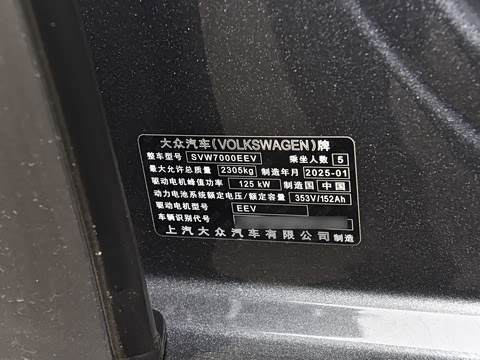 大众汽车(VOLKSWAGEN)牌
整车型号 SVW7000EEV 乘坐人数 5
最大允许总质量 2305kg 制造年月 2025-01
驱动电机峰值功率 125 kW 制造国 中国
动力电池系统额定电压/额定容量 353V/152Ah
驱动电机型号 EEV
车辆识别代号
上汽大众汽车有限公司 制造